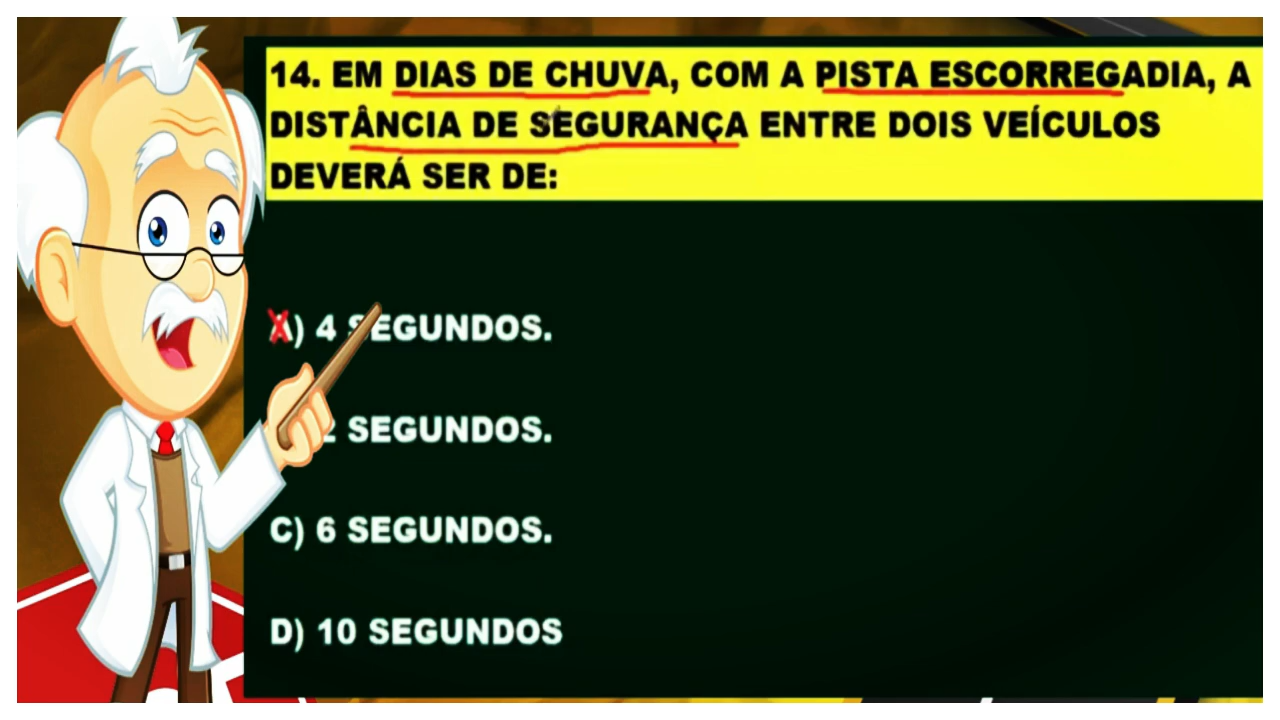 14. EM DIAS DE CHUVA, COM A PISTA ESCORREGADIA, A
DISTÂNCIA DE SEGURANÇA ENTRE DOIS VEÍCULOS
DEVERÁ SER DE:
A) 4 SEGUNDOS.
2 SEGUNDOS.
C) 6 SEGUNDOS.
D) 10 SEGUNDOS